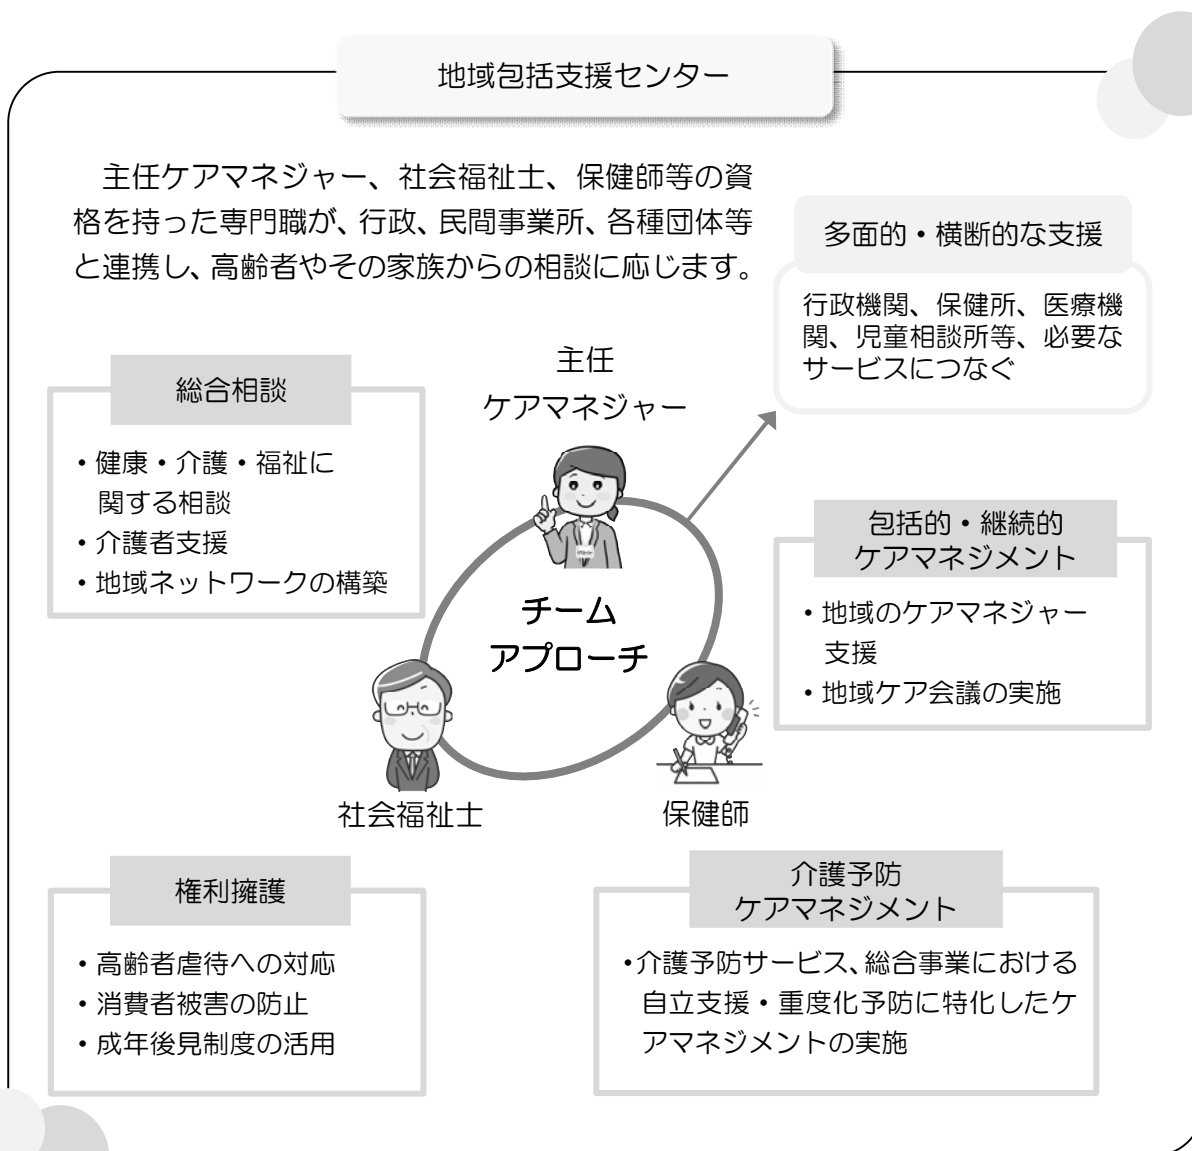 地域包括支援センター
主任ケアマネジャー、社会福祉士、保健師等の資
格を持った専門職が、行政、民間事業所、各種団体等
と連携し、高齢者やその家族からの相談に応じます。
多面的・横断的な支援
行政機関、保健所、医療機
関、児童相談所等、必要な
サービスにつなぐ
主任
ケアマネジャー
総合相談
・健康・介護・福祉に
関する相談
・介護者支援
・地域ネットワークの構築
包括的・継続的
ケアマネジメント
・地域のケアマネジャー
支援
・地域ケア会議の実施
チーム
アプローチ
社会福祉士
保健師
権利擁護
・高齢者虐待への対応
・消費者被害の防止
・成年後見制度の活用
介護予防
ケアマネジメント
・介護予防サービス、総合事業における
自立支援・重度化予防に特化したケ
アマネジメントの実施